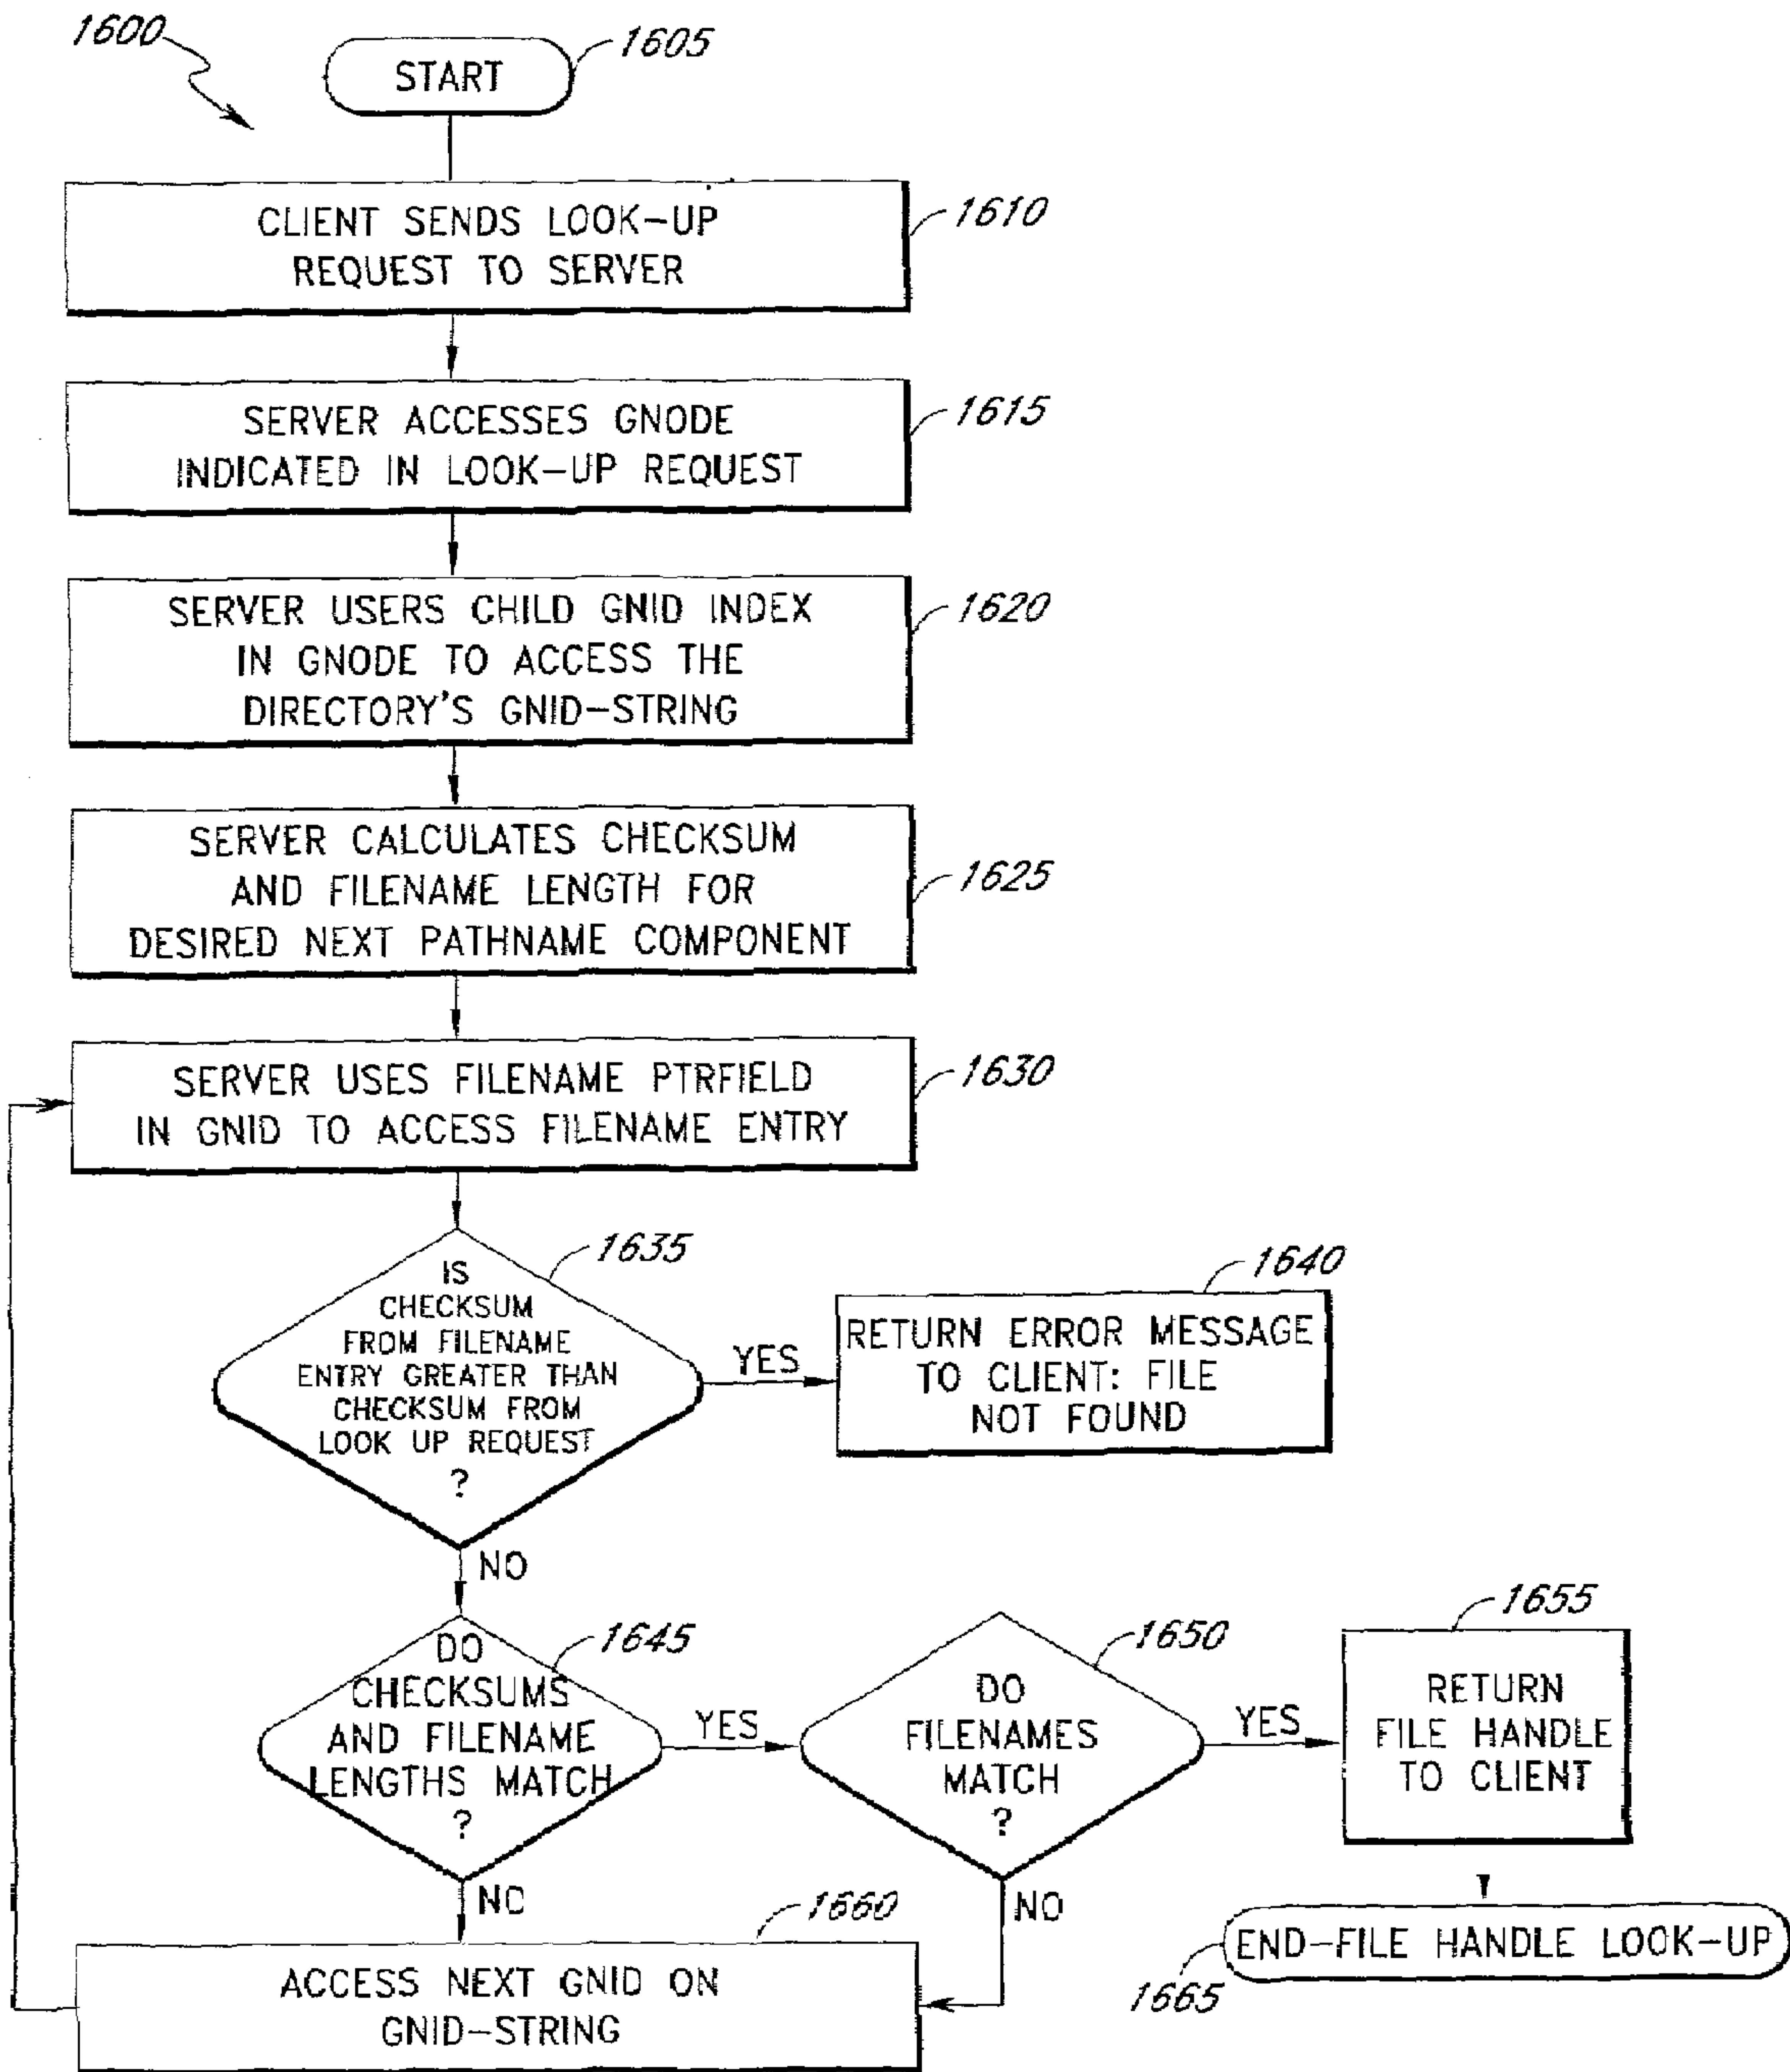 1600
START
1605
CLIENT SENDS LOOK-UP
REQUEST TO SERVER
1610
SERVER ACCESSES GNODE
INDICATED IN LOOK-UP REQUEST
1615
SERVER USERS CHILD GNID INDEX
IN GNODE TO ACCESS THE
DIRECTORY'S GNID-STRING
1620
SERVER CALCULATES CHECKSUM
AND FILENAME LENGTH FOR
DESIRED NEXT PATHNAME COMPONENT
1625
SERVER USES FILENAME PTRFIELD
IN GNID TO ACCESS FILENAME ENTRY
1630
IS
CHECKSUM
FROM FILENAME
ENTRY GREATER THAN
CHECKSUM FROM
LOOK UP REQUEST
?
1635
YES
RETURN ERROR MESSAGE
TO CLIENT: FILE
NOT FOUND
1640
NO
DO
CHECKSUMS
AND FILENAME
LENGTHS MATCH
?
1645
YES
DO
FILENAMES
MATCH
?
1650
YES
RETURN
FILE HANDLE
TO CLIENT
1655
NO
NO
ACCESS NEXT GNID ON
GNID-STRING
1660
END-FILE HANDLE LOOK-UP
1665